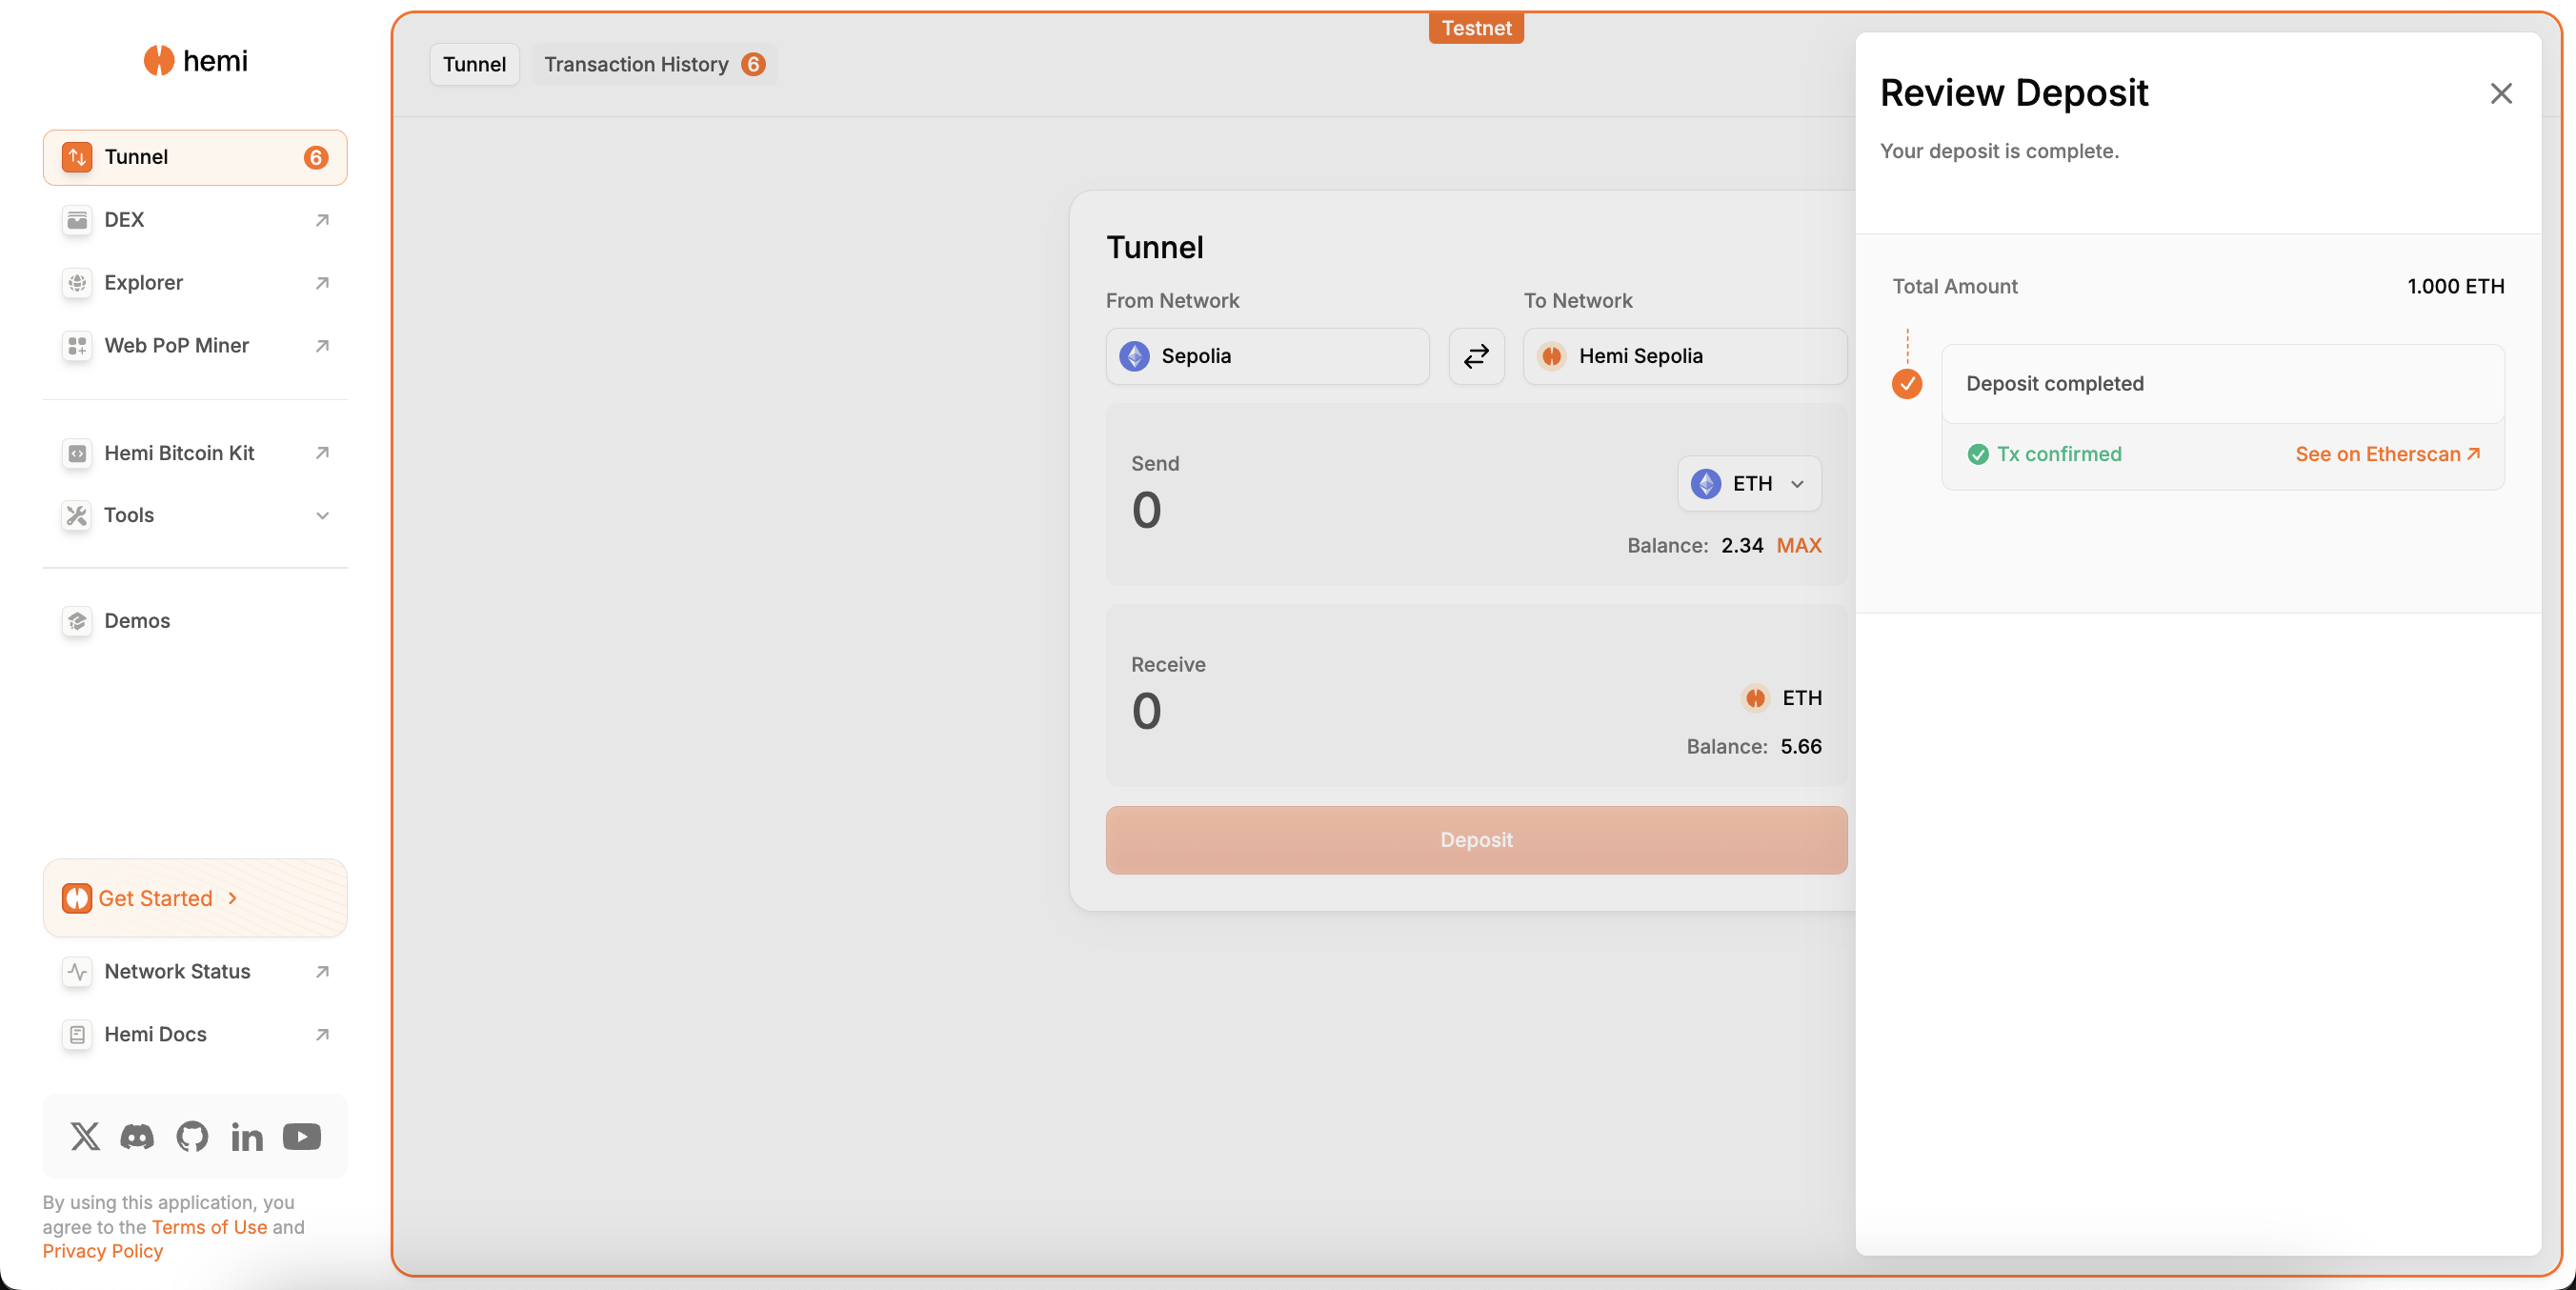 hemi
Tunnel 6
DEX
Explorer
Web PoP Miner
Hemi Bitcoin Kit
Tools
Demos
Get Started
Network Status
Hemi Docs
By using this application, you
agree to the Terms of Use and
Privacy Policy
Testnet
Tunnel Transaction History 6
Tunnel
From Network To Network
Sepolia Hemi Sepolia
Send
0
ETH
Balance: 2.34 MAX
Receive
0
ETH
Balance: 5.66
Deposit
Review Deposit
Your deposit is complete.
Total Amount 1.000 ETH
Deposit completed
Tx confirmed See on Etherscan